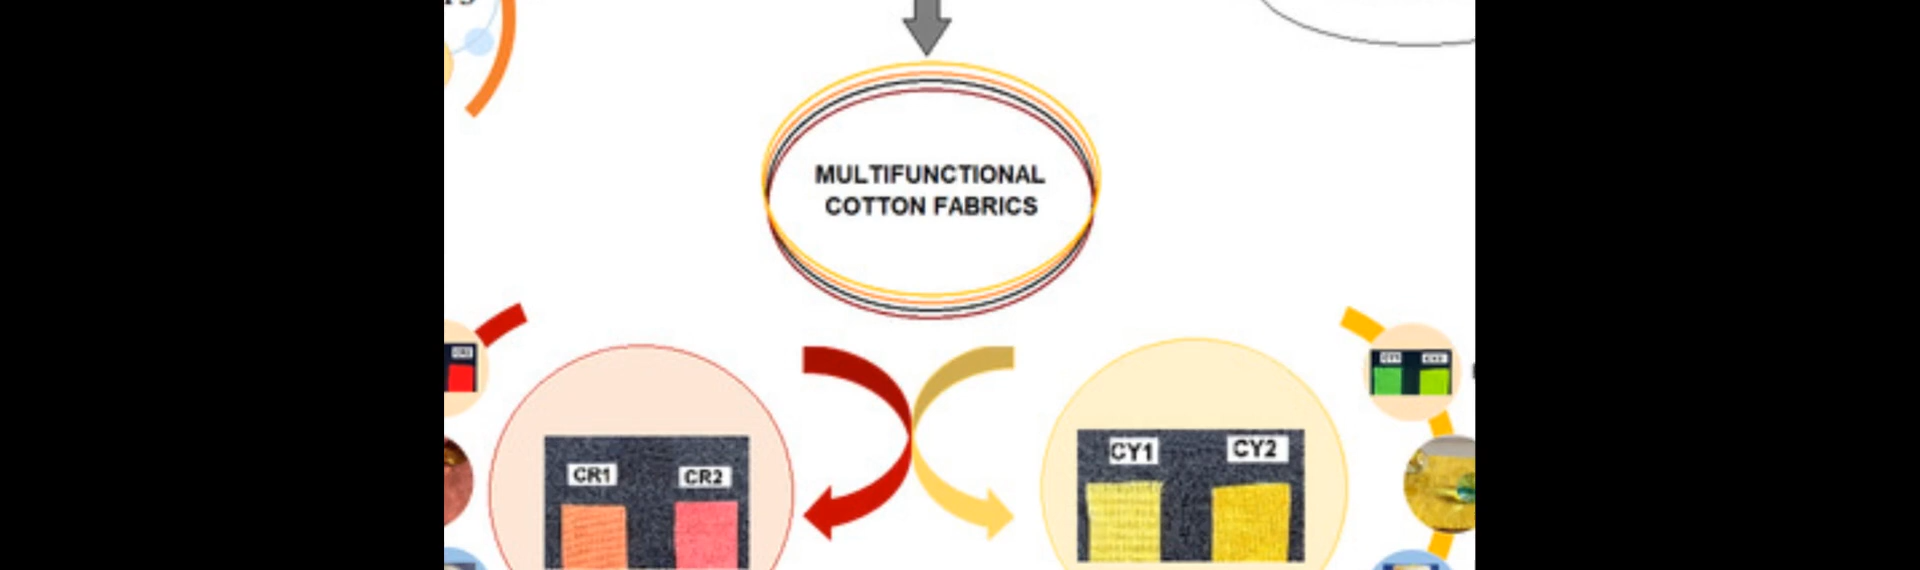 MULTIFUNCTIONAL
COTTON FABRICS
CR1
CR2
CY1
CY2